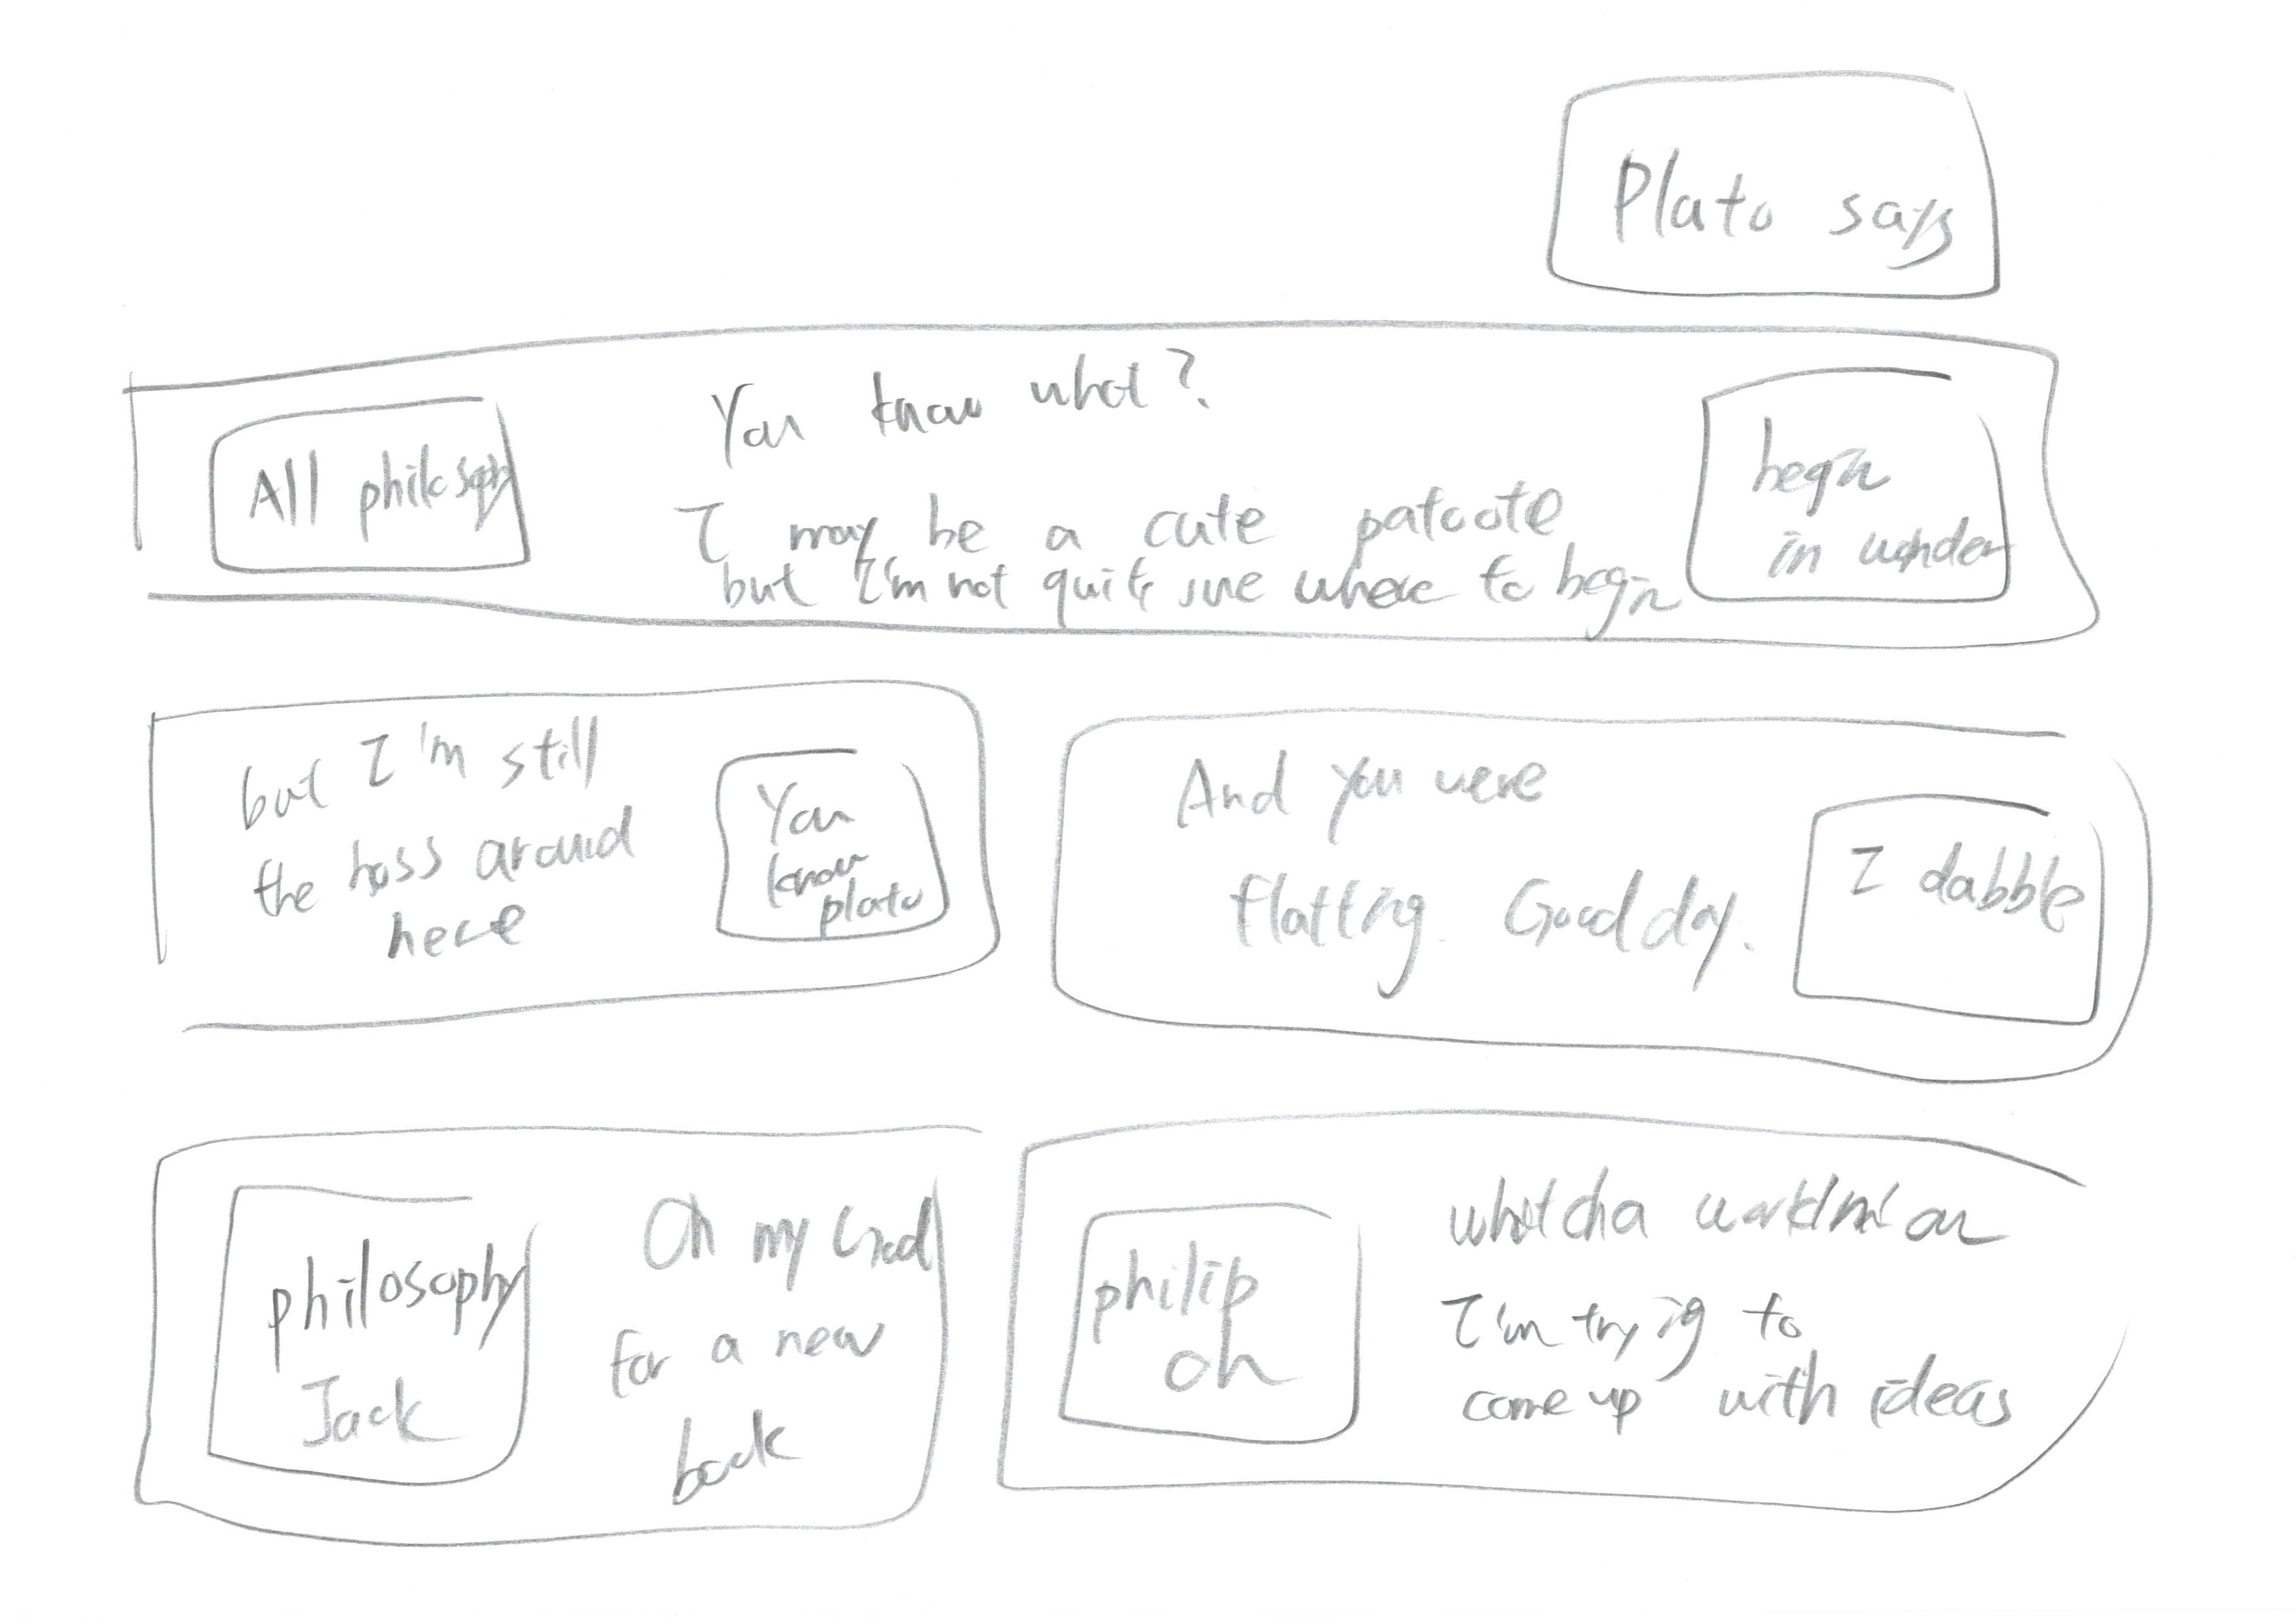 Plato says
All philosoph
You know what?
I may be a cute patoote
but I'm not quite sure where to begin
begin
in wonder
but I'm still
the boss around
here
You
know
plato
And you were
flatting. Good day.
I dabble
philosophy
Jack
Oh my God
for a new
book
philip
oh
whatcha workin' on
I'm trying to
come up with ideas